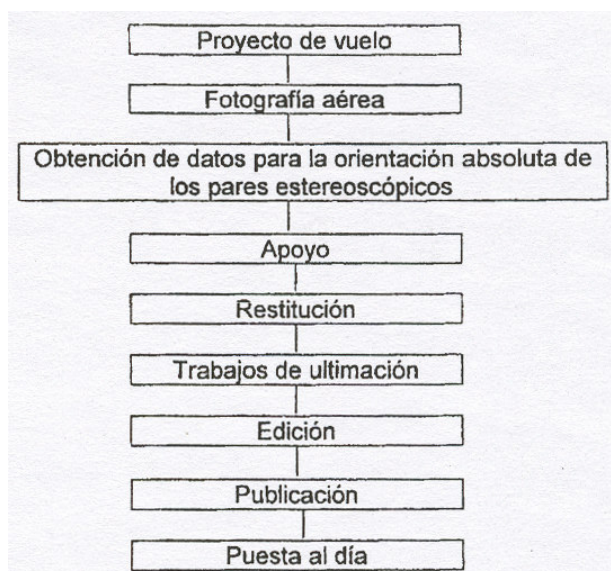 Proyecto de vuelo
Fotografía aérea
Obtención de datos para la orientación absoluta de
los pares estereoscópicos
Apoyo
Restitución
Trabajos de ultimación
Edición
Publicación
Puesta al día